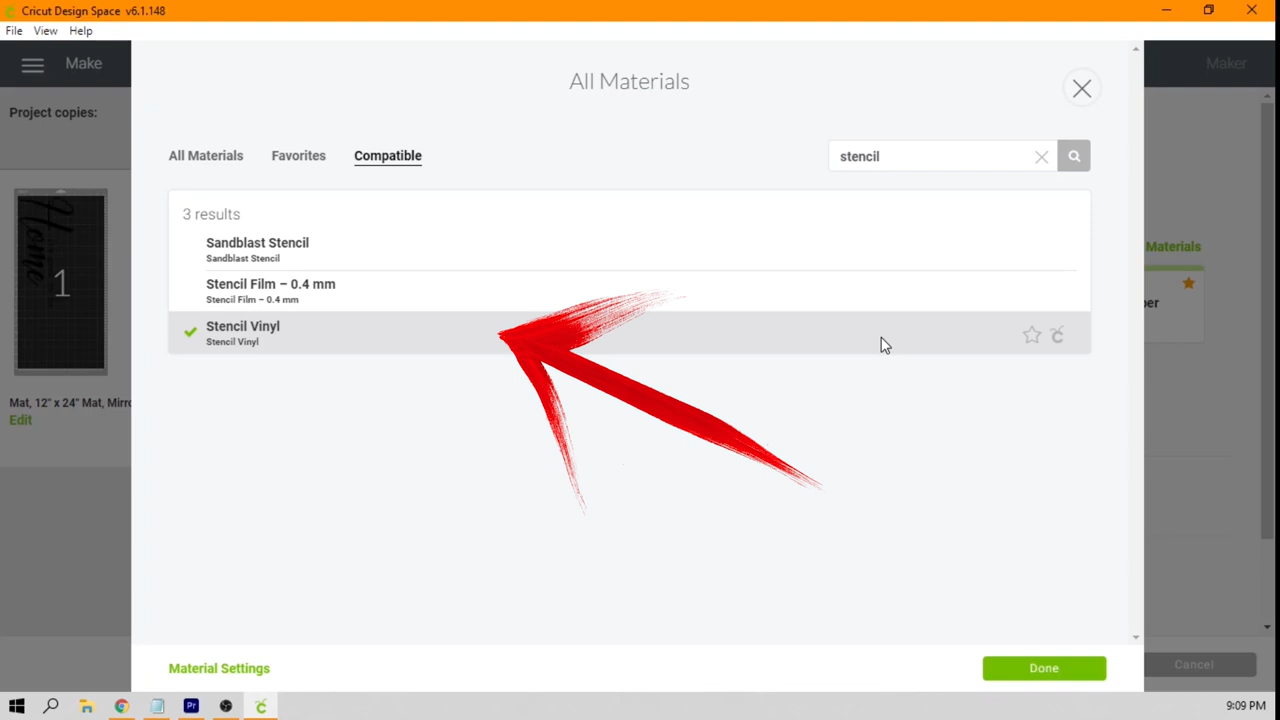 Cricut Design Space v6.1.148
File View Help
Make
Maker
Project copies:
All Materials
All Materials Favorites Compatible
stencil
3 results
Sandblast Stencil
Sandblast Stencil
Stencil Film – 0.4 mm
Stencil Film – 0.4 mm
Stencil Vinyl
Stencil Vinyl
Home
1
Materials
Mat, 12" x 24" Mat,
Edit
Material Settings
Done
Cancel
Pr
9:09 PM